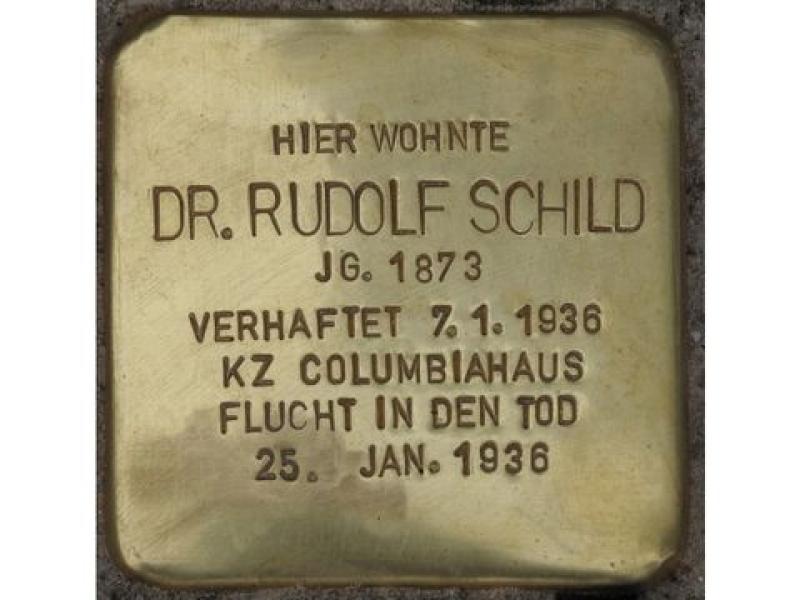 HIER WOHNTE
DR. RUDOLF SCHILD
JG. 1873
VERHAFTET 7.1.1936
KZ COLUMBIAHAUS
FLUCHT IN DEN TOD
25. JAN. 1936